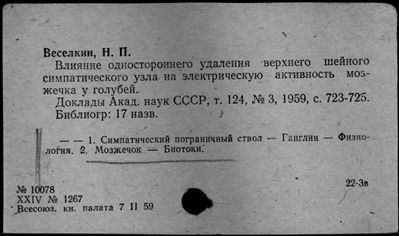 Веселкин, Н. П.
Влияние одностороннего удаления верхнего шейного
симпатического узла на электрическую активность моз-
жечка у голубей.
Доклады Акад. наук СССР, т. 124, № 3, 1959, с. 723-725.
Библиогр: 17 назв.
— — 1. Симпатический пограничный ствол — Ганглии — Физио-
логия. 2. Мозжечок — Биотоки.
№ 10078
22-3в
XXIV № 1267
Всесоюз. кн. палата 7 II 59